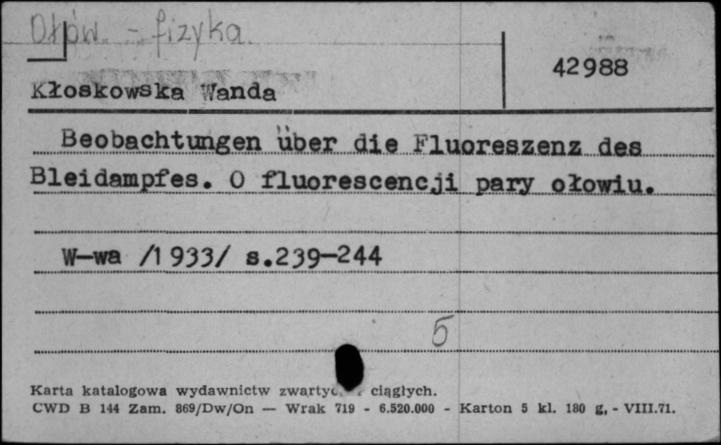 Ołów - fizyka
42988
Kłoskowska Wanda
Beobachtungen über die Fluoreszenz des
Bleidampfes. O fluorescencji pary ołowiu.
W-wa /1933/ s.239-244
5
Karta katalogowa wydawnictw ciągłych.
CWD B 144 Zam. 869/Dw/On — Wrak 719 - 6.520.000 - Karton 5 kl. 180 g, - VIII.71.